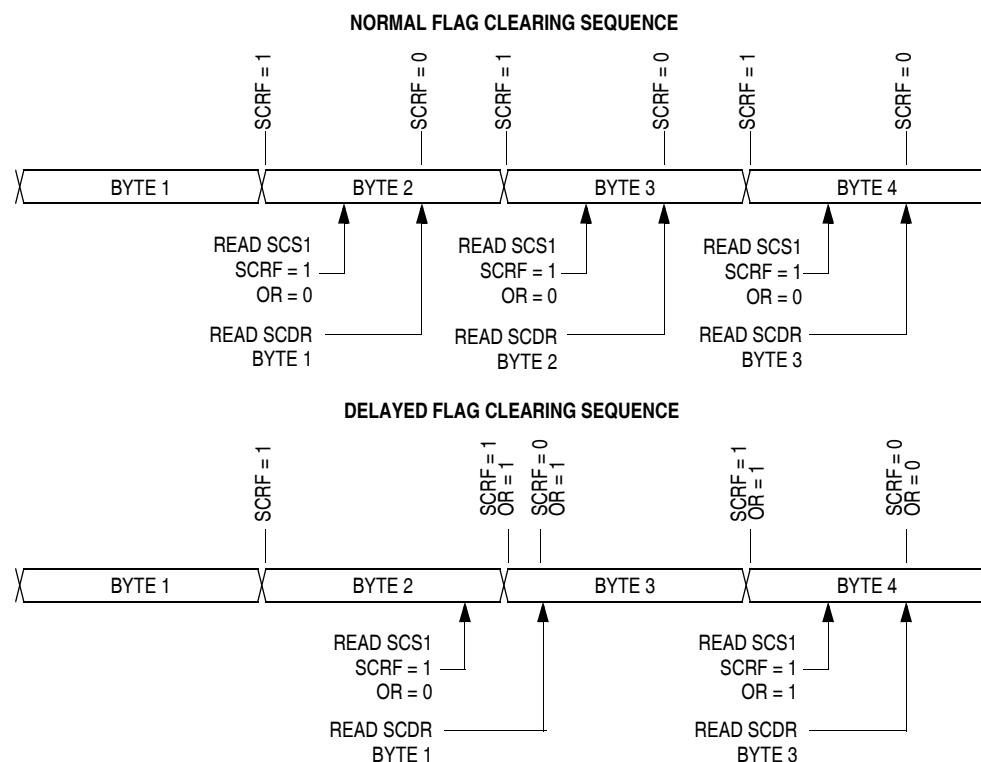 NORMAL FLAG CLEARING SEQUENCE
SCRF = 1
SCRF = 0
SCRF = 1
SCRF = 0
SCRF = 1
SCRF = 0
BYTE 1
BYTE 2
BYTE 3
BYTE 4
READ SCS1
SCRF = 1
OR = 0
READ SCS1
SCRF = 1
OR = 0
READ SCS1
SCRF = 1
OR = 0
READ SCDR
BYTE 1
READ SCDR
BYTE 2
READ SCDR
BYTE 3
DELAYED FLAG CLEARING SEQUENCE
SCRF = 1
SCRF = 1
OR = 1
SCRF = 0
OR = 1
SCRF = 1
OR = 1
SCRF = 0
OR = 0
BYTE 1
BYTE 2
BYTE 3
BYTE 4
READ SCS1
SCRF = 1
OR = 0
READ SCS1
SCRF = 1
OR = 1
READ SCDR
BYTE 1
READ SCDR
BYTE 3